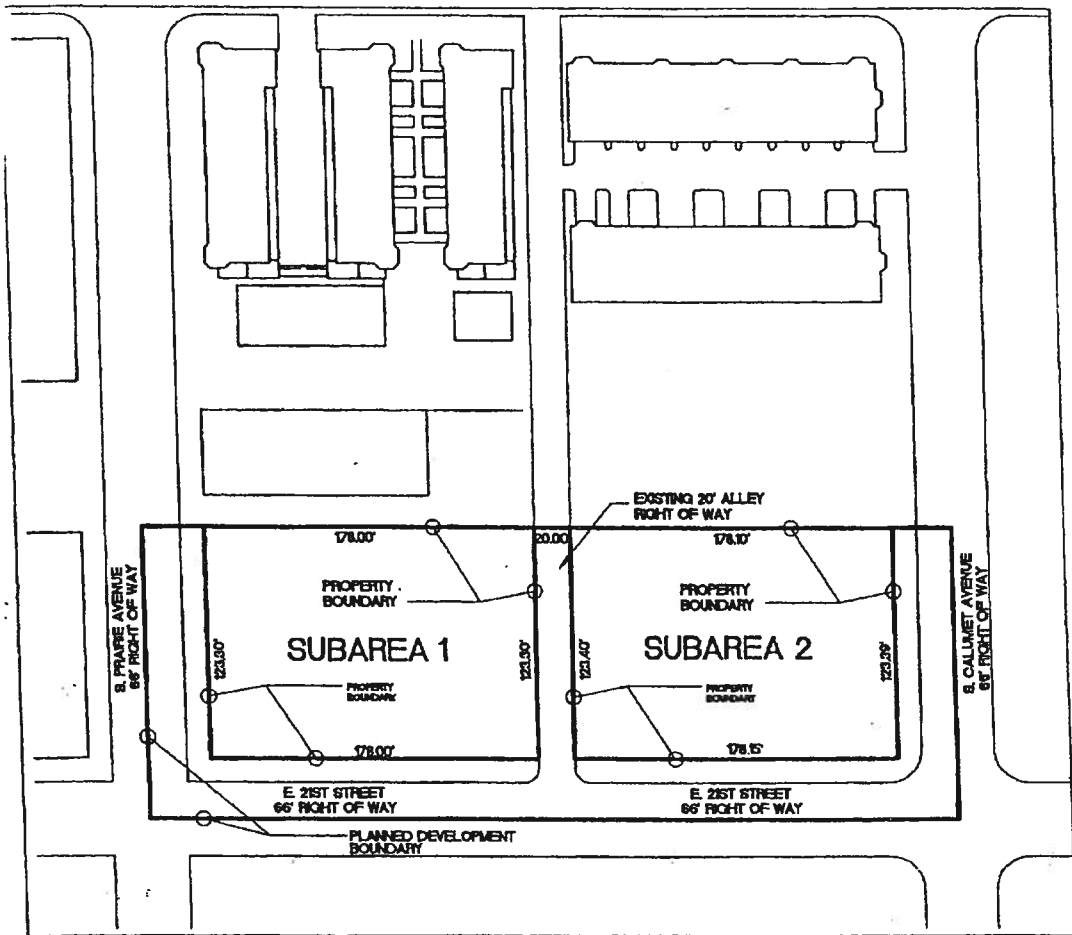 EXISTING 20' ALLEY
RIGHT OF WAY
178.00'
20.00
178.10'
S. PRAIRIE AVENUE
66' RIGHT OF WAY
PROPERTY
BOUNDARY
PROPERTY
BOUNDARY
S. CALUMET AVENUE
66' RIGHT OF WAY
123.30'
SUBAREA 1
123.30'
123.40'
SUBAREA 2
123.39'
PROPERTY
BOUNDARY
PROPERTY
BOUNDARY
178.00'
178.15'
E. 21ST STREET
66' RIGHT OF WAY
E. 21ST STREET
66' RIGHT OF WAY
PLANNED DEVELOPMENT
BOUNDARY